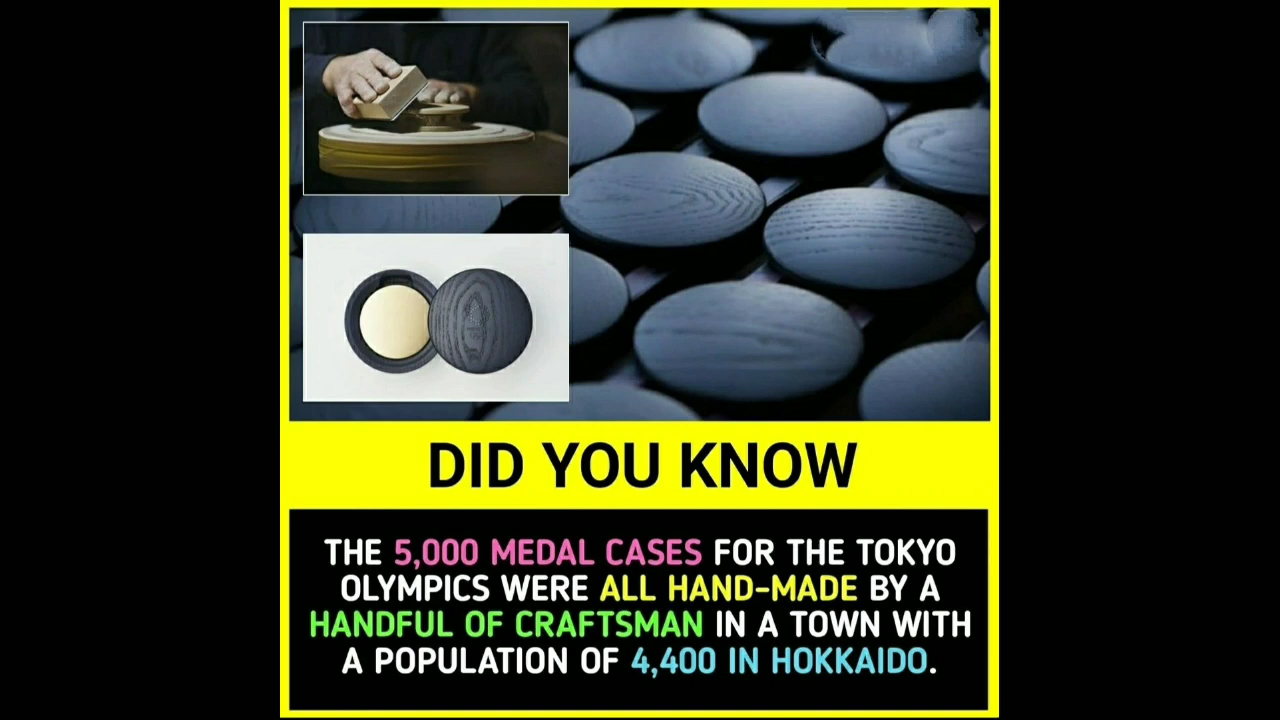 DID YOU KNOW
THE 5,000 MEDAL CASES FOR THE TOKYO
OLYMPICS WERE ALL HAND-MADE BY A
HANDFUL OF CRAFTSMAN IN A TOWN WITH
A POPULATION OF 4,400 IN HOKKAIDO.